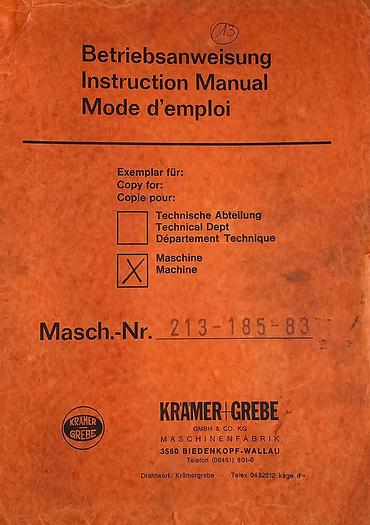 13
Betriebsanweisung
Instruction Manual
Mode d'emploi
Exemplar für:
Copy for:
Copie pour:
Technische Abteilung
Technical Dept
Département Technique
X
Maschine
Machine
Masch.-Nr. 213-185-83
KRÄMER
GREBE
KRÄMER+GREBE
GMBH & CO. KG
MASCHINENFABRIK
3560 BIEDENKOPF-WALLAU
Telefon (06461) 801-0
Drahtwort: Krämergrebe · Telex 0482212 kage d